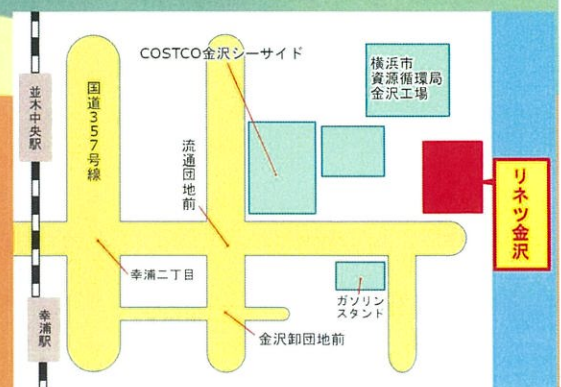 COSTCO金沢シーサイド
横浜市
資源循環局
金沢工場
並木中央駅
国道357号線
流通団地前
リネツ金沢
幸浦二丁目
ガソリン
スタンド
幸浦駅
金沢卸団地前